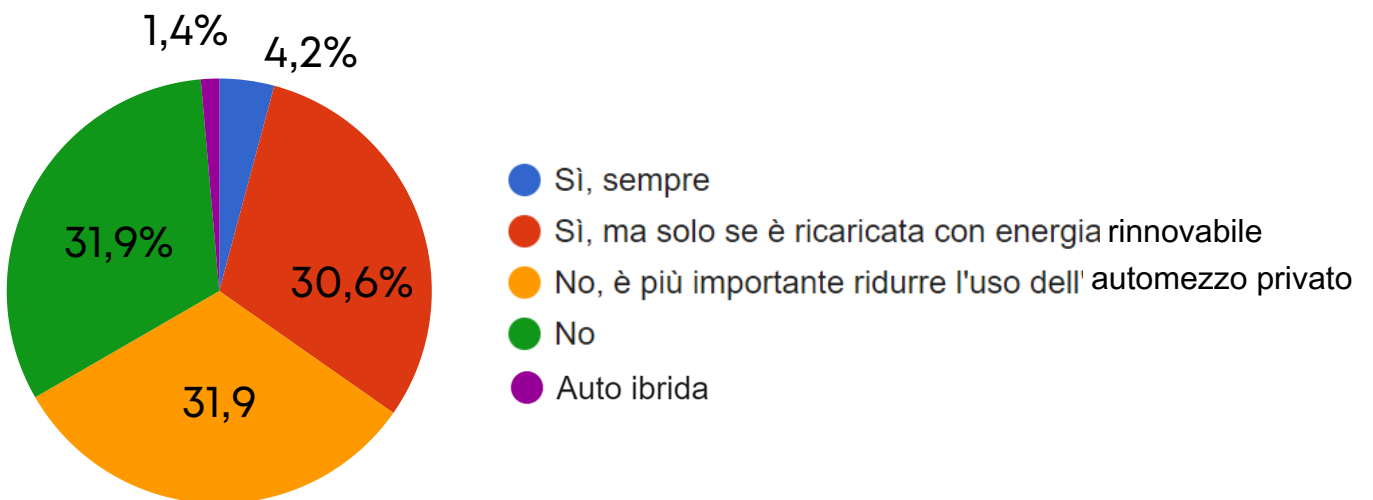 1,4%
4,2%
31,9%
30,6%
31,9
Sì, sempre
Sì, ma solo se è ricaricata con energia rinnovabile
No, è più importante ridurre l'uso dell' automezzo privato
No
Auto ibrida